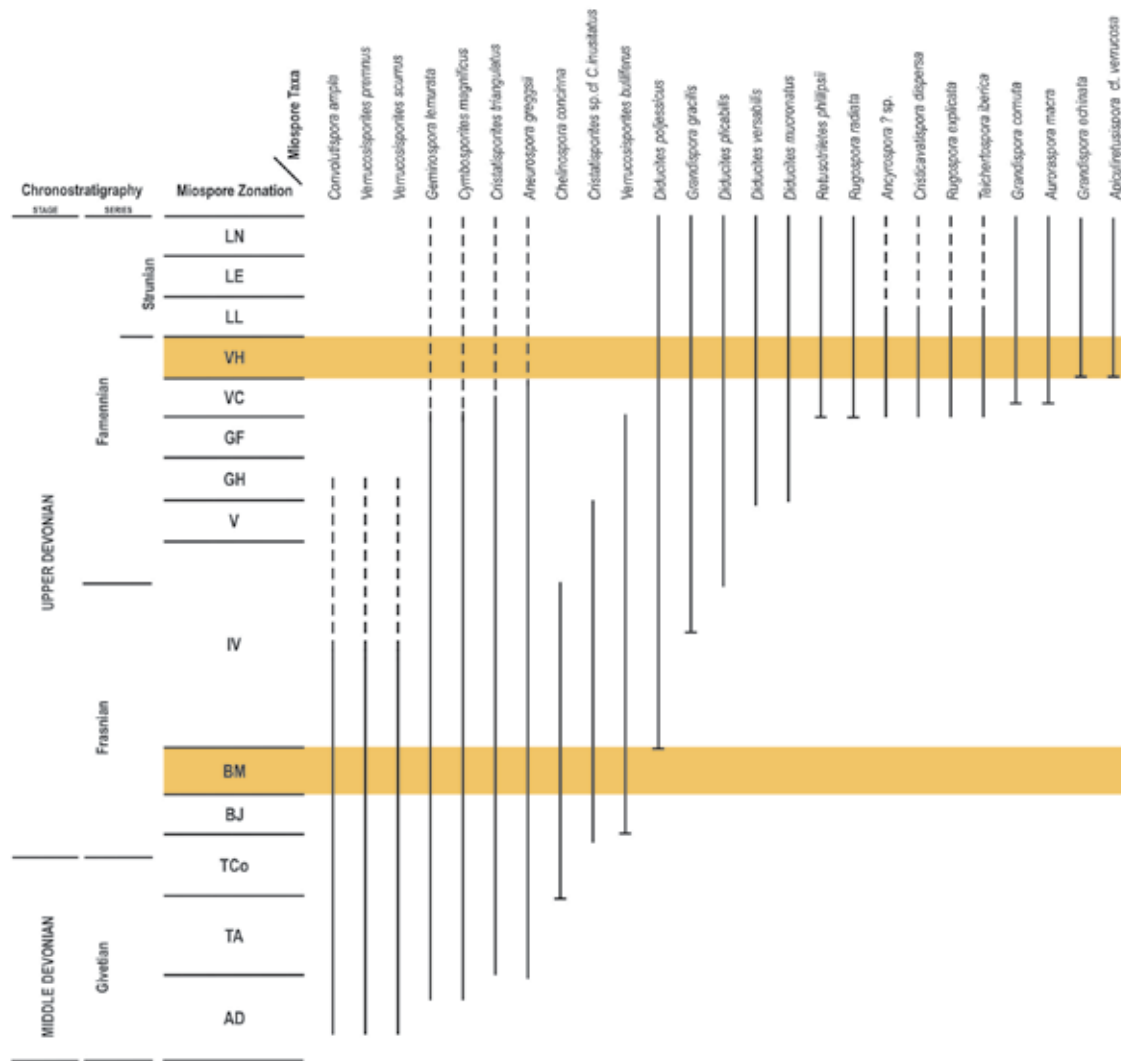 Miospore Taxa
Convolutispora ampla
Verrucosisporites premnus
Verrucosisporites scurrus
Geminospora lemurata
Cymbosporites magnificus
Cristatisporites triangulatus
Aneurospora greggsii
Chelinospora concinna
Cristatisporites sp.cf C.inusitatus
Verrucosisporites bulliferus
Diducites poljessicus
Grandispora gracilis
Diducites plicabilis
Diducites versabilis
Diducites mucronatus
Retusotriletes phillipsii
Rugospora radiata
Ancyrospora ? sp.
Cristicavatispora dispersa
Rugospora explicata
Teichertospora iberica
Grandispora cornuta
Auroraspora macra
Grandispora echinata
Apiculiretusispora cf. verrucosa
Chronostratigraphy
Miospore Zonation
STAGE
SERIES
LN
LE
Strunian
LL
VH
VC
Famennian
GF
GH
V
UPPER DEVONIAN
IV
Frasnian
BM
BJ
TCo
TA
Givetian
MIDDLE DEVONIAN
AD